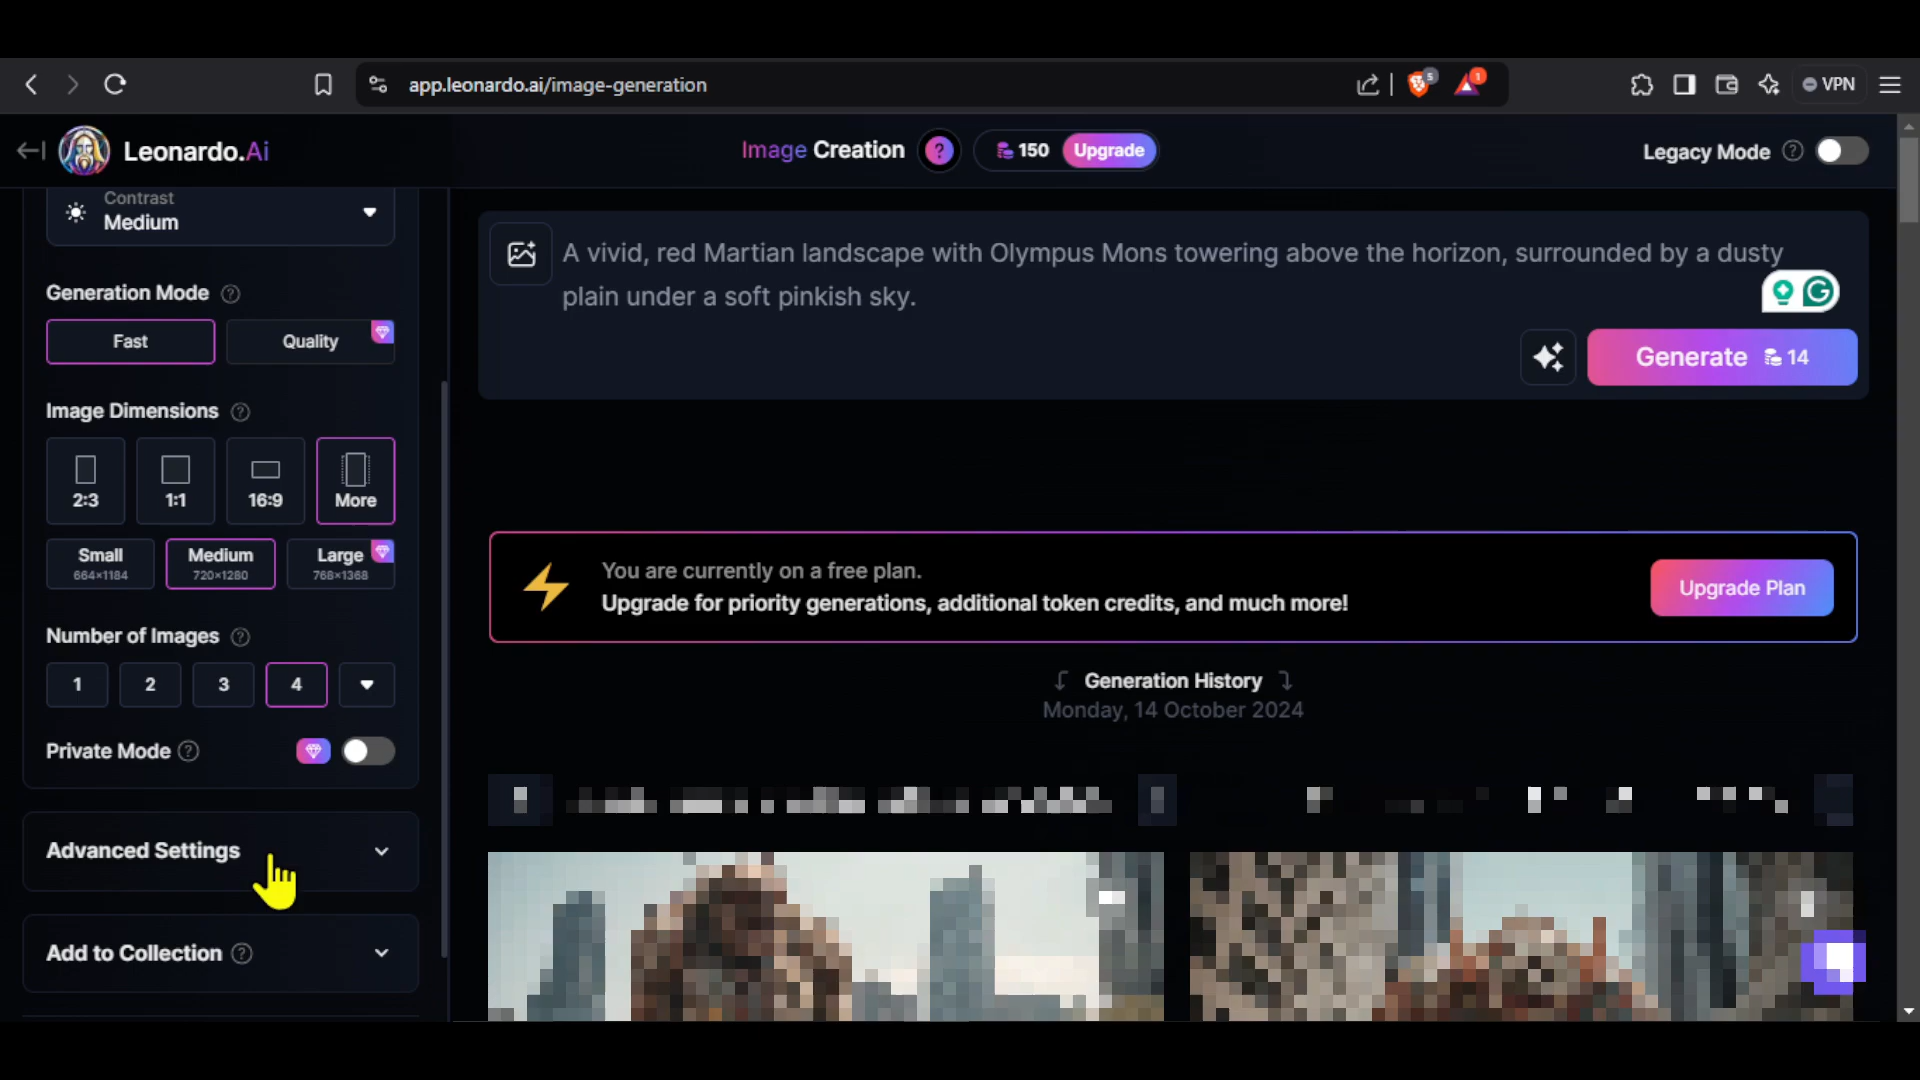 app.leonardo.ai/image-generation
5
1
VPN
Leonardo.Ai
Image Creation
?
150
Upgrade
Legacy Mode ?
Contrast
Medium
Generation Mode ?
Fast
Quality
Image Dimensions ?
2:3
1:1
16:9
More
Small
664×1184
Medium
720×1280
Large
768×1368
Number of Images ?
1
2
3
4
Private Mode ?
Advanced Settings
Add to Collection ?
A vivid, red Martian landscape with Olympus Mons towering above the horizon, surrounded by a dusty
plain under a soft pinkish sky.
Generate 14
You are currently on a free plan.
Upgrade for priority generations, additional token credits, and much more!
Upgrade Plan
Generation History
Monday, 14 October 2024